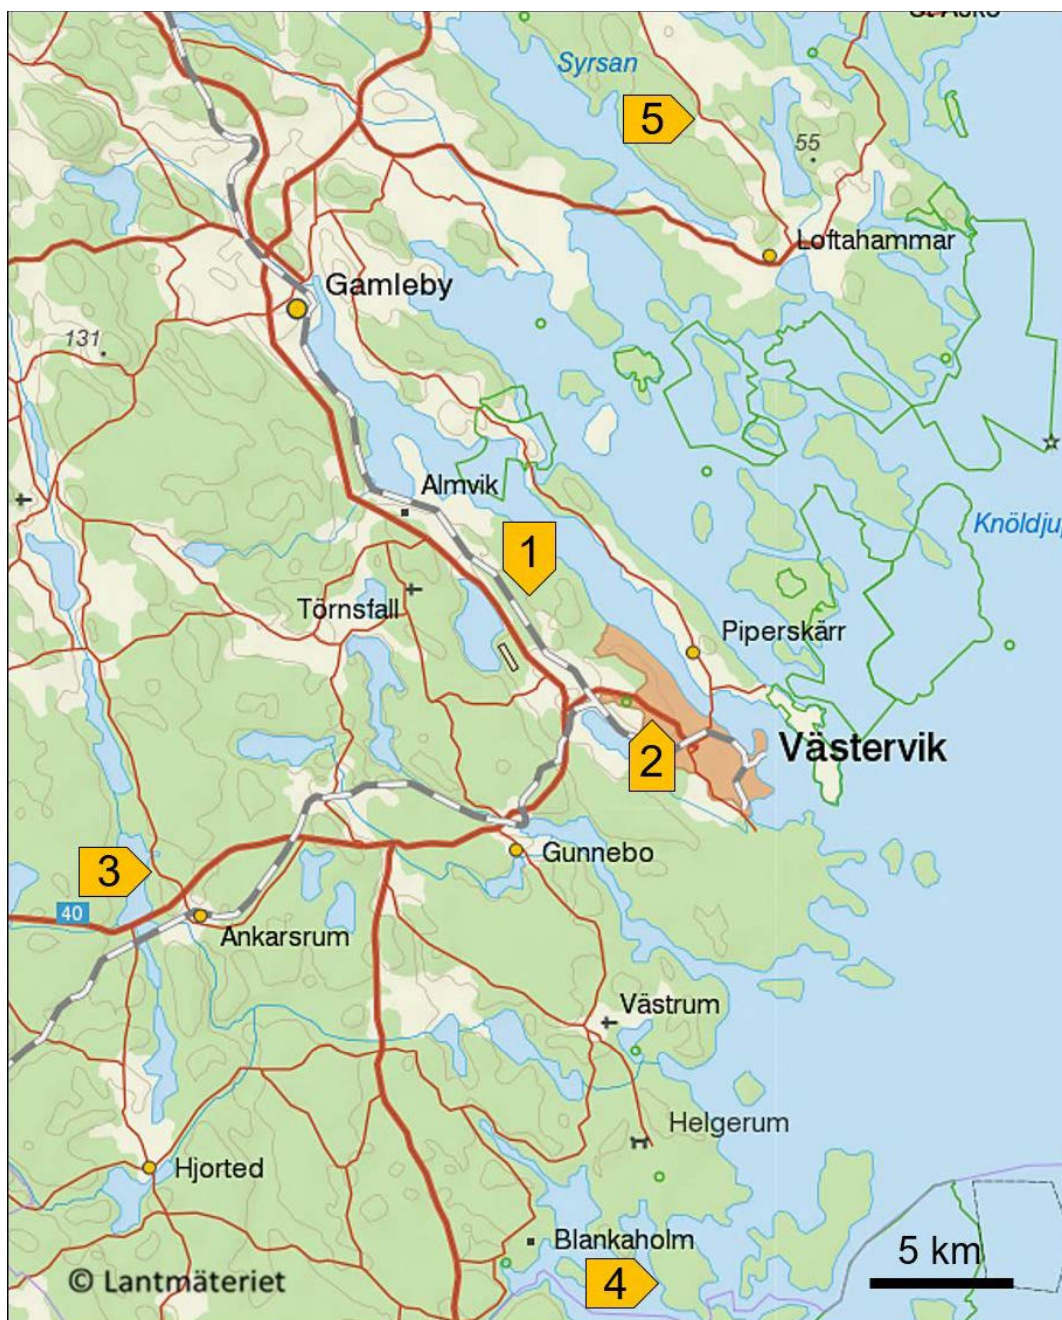 Syrsan
5
55
Loftahammar
Gamleby
131
Almvik
Knöldju
1
Törnsfall
Piperskärr
2
Västervik
Gunnebo
3
40
Ankarsrum
Västrum
Helgerum
Hjorted
Blankaholm
5 km
4
© Lantmäteriet